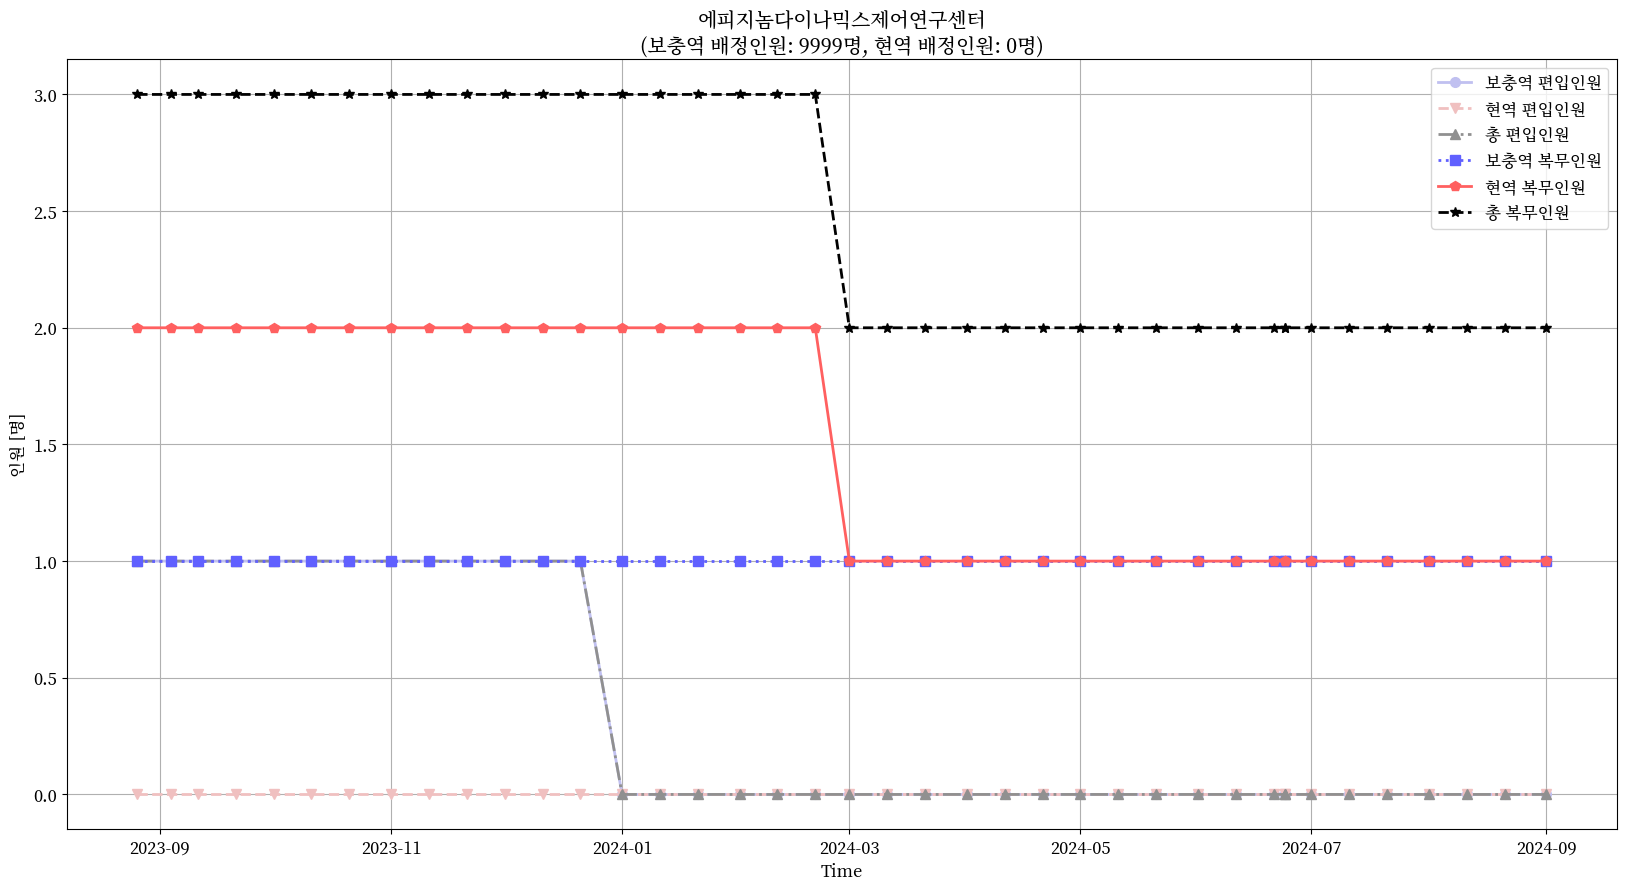 에피지놈다이나믹스제어연구센터
(보충역 배정인원: 9999명, 현역 배정인원: 0명)
보충역 편입인원
현역 편입인원
총 편입인원
보충역 복무인원
현역 복무인원
총 복무인원
인원 [명]
3.0
2.5
2.0
1.5
1.0
0.5
0.0
2023-09
2023-11
2024-01
2024-03
2024-05
2024-07
2024-09
Time